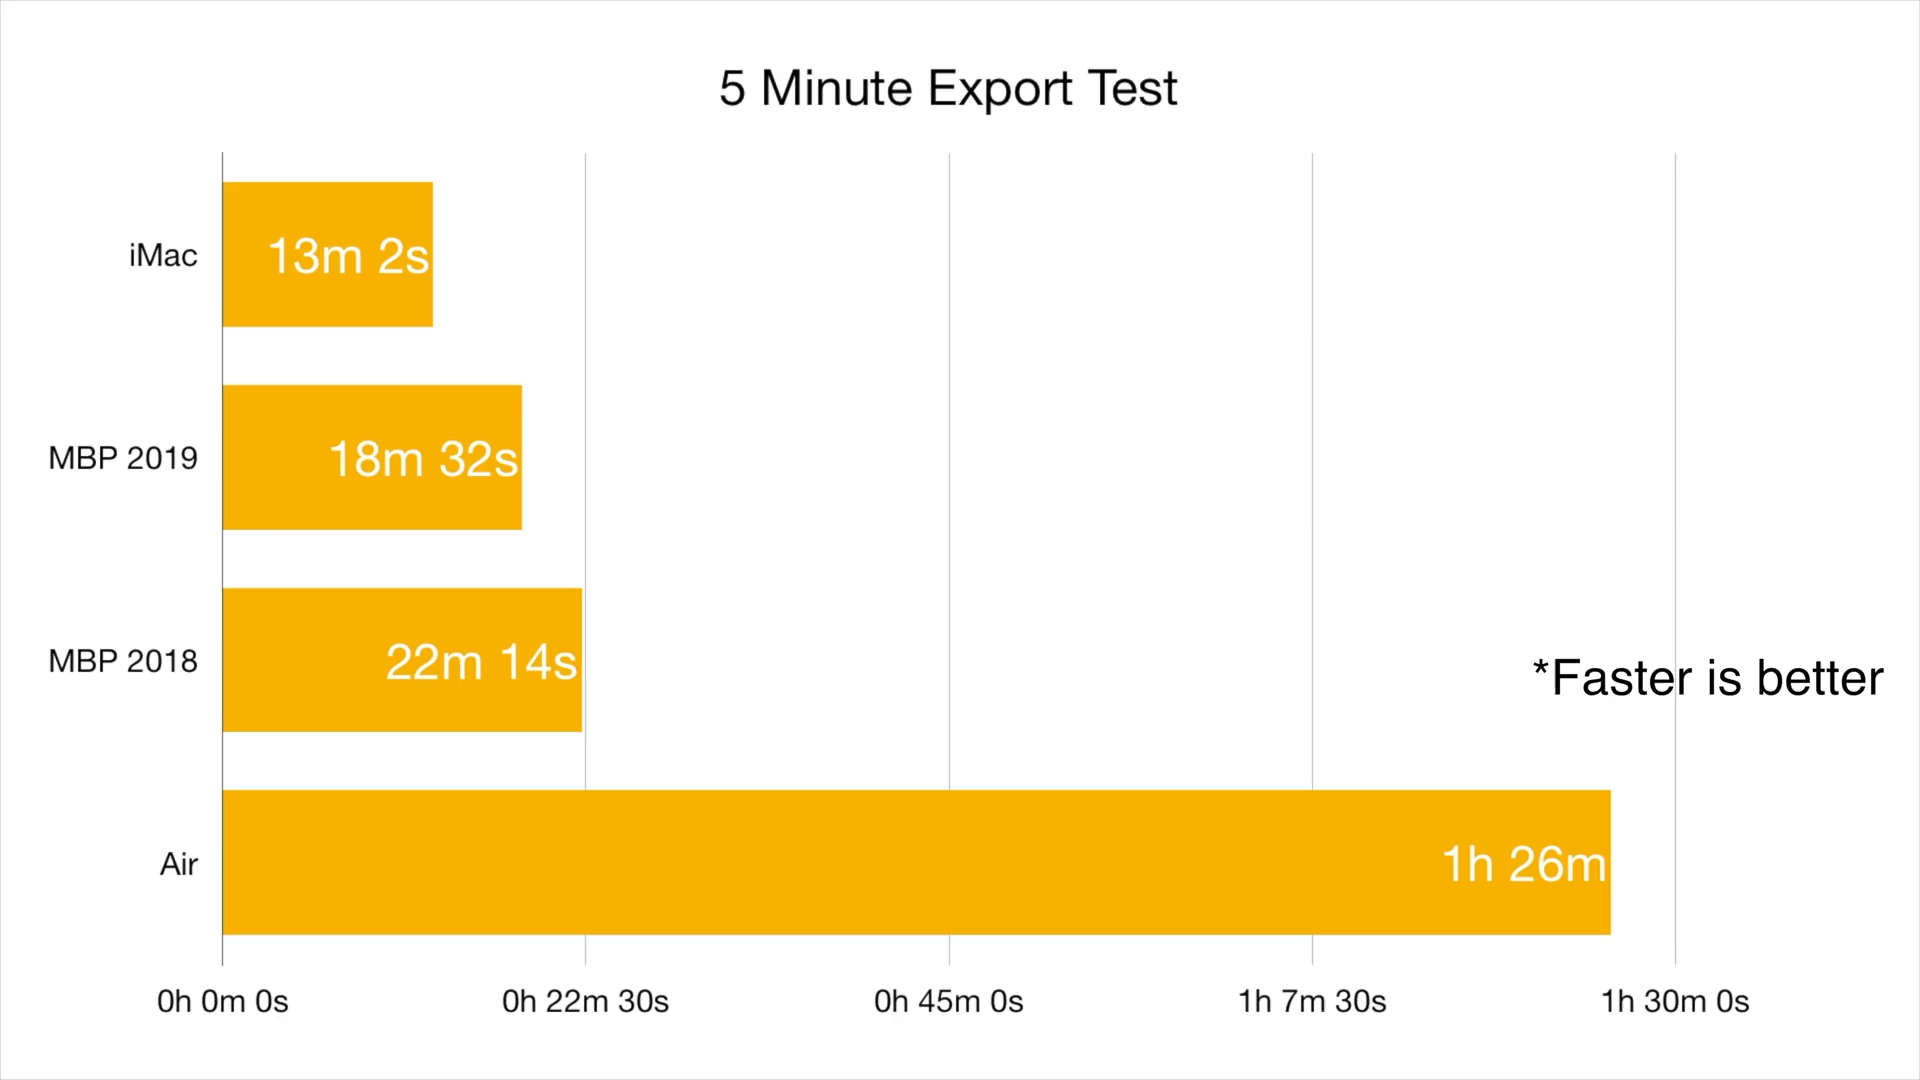 5 Minute Export Test
iMac
13m 2s
MBP 2019
18m 32s
MBP 2018
22m 14s
*Faster is better
Air
1h 26m
0h 0m 0s
0h 22m 30s
0h 45m 0s
1h 7m 30s
1h 30m 0s